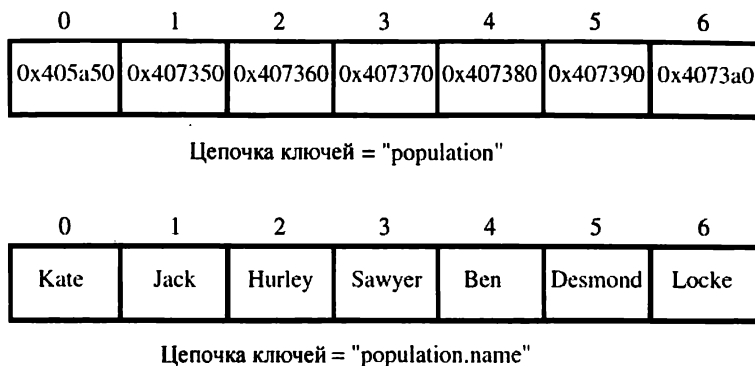 0 1 2 3 4 5 6
0x405a50 0x407350 0x407360 0x407370 0x407380 0x407390 0x4073a0
Цепочка ключей = "population"
0 1 2 3 4 5 6
Kate Jack Hurley Sawyer Ben Desmond Locke
Цепочка ключей = "population.name"